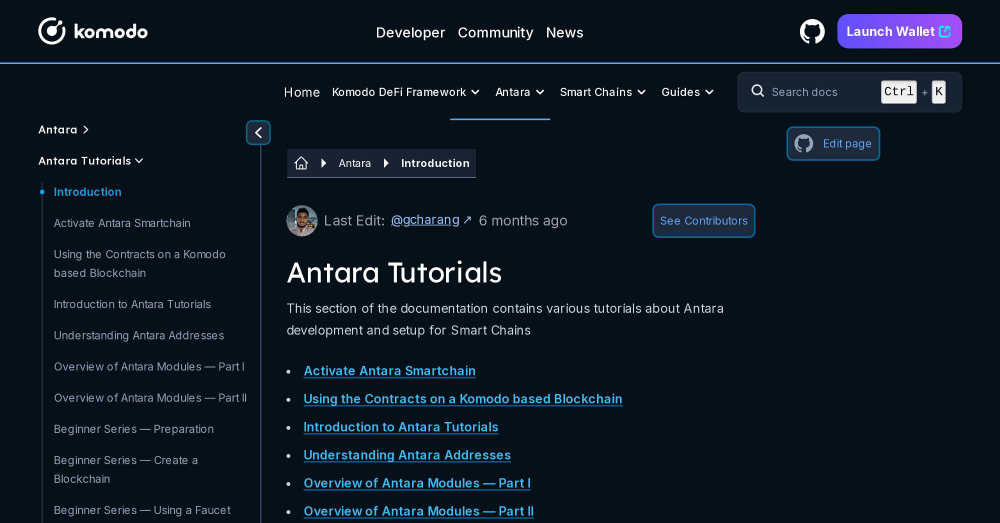 komodo
Developer Community News
Launch Wallet
Home Komodo DeFi Framework Antara Smart Chains Guides
Search docs Ctrl + K
Antara
Antara Tutorials
Introduction
Activate Antara Smartchain
Using the Contracts on a Komodo
based Blockchain
Introduction to Antara Tutorials
Understanding Antara Addresses
Overview of Antara Modules — Part I
Overview of Antara Modules — Part II
Beginner Series — Preparation
Beginner Series — Create a
Blockchain
Beginner Series — Using a Faucet
Antara Introduction
Edit page
Last Edit: @gcharang ↗ 6 months ago
See Contributors
Antara Tutorials
This section of the documentation contains various tutorials about Antara
development and setup for Smart Chains
• Activate Antara Smartchain
• Using the Contracts on a Komodo based Blockchain
• Introduction to Antara Tutorials
• Understanding Antara Addresses
• Overview of Antara Modules — Part I
• Overview of Antara Modules — Part II